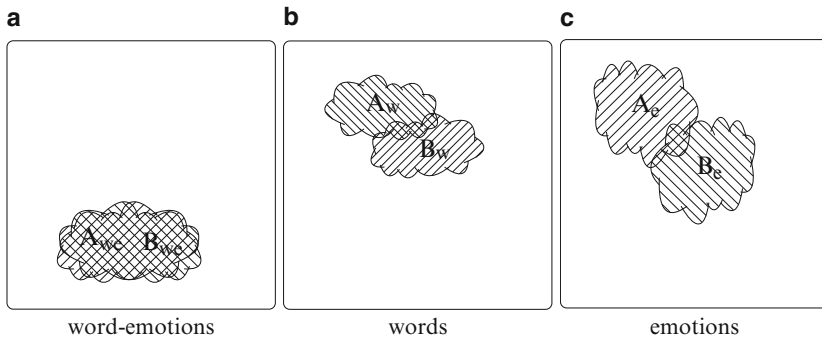 a
b
c
A_we B_we
A_w
B_w
A_e
B_e
word-emotions
words
emotions